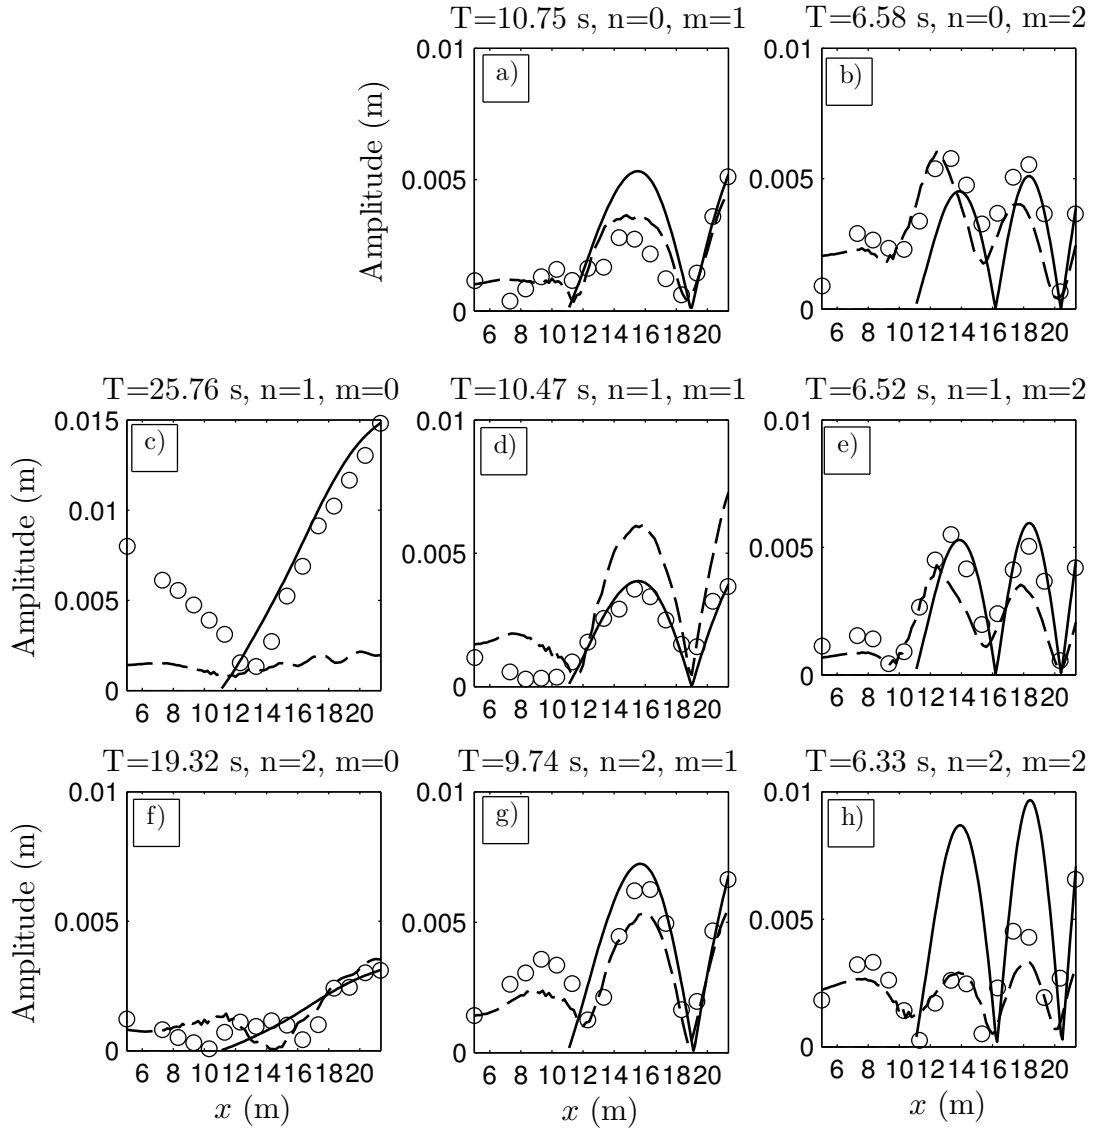 T=10.75 s, n=0, m=1
T=6.58 s, n=0, m=2
a)
b)
Amplitude (m)
0.01
0.005
0
6 8 10 12 14 16 18 20
0.01
0.005
0
6 8 10 12 14 16 18 20
T=25.76 s, n=1, m=0
T=10.47 s, n=1, m=1
T=6.52 s, n=1, m=2
c)
d)
e)
Amplitude (m)
0.015
0.01
0.005
0
6 8 10 12 14 16 18 20
0.01
0.005
0
6 8 10 12 14 16 18 20
0.01
0.005
0
6 8 10 12 14 16 18 20
T=19.32 s, n=2, m=0
T=9.74 s, n=2, m=1
T=6.33 s, n=2, m=2
f)
g)
h)
Amplitude (m)
0.01
0.005
0
6 8 10 12 14 16 18 20
x (m)
0.01
0.005
0
6 8 10 12 14 16 18 20
x (m)
0.01
0.005
0
6 8 10 12 14 16 18 20
x (m)